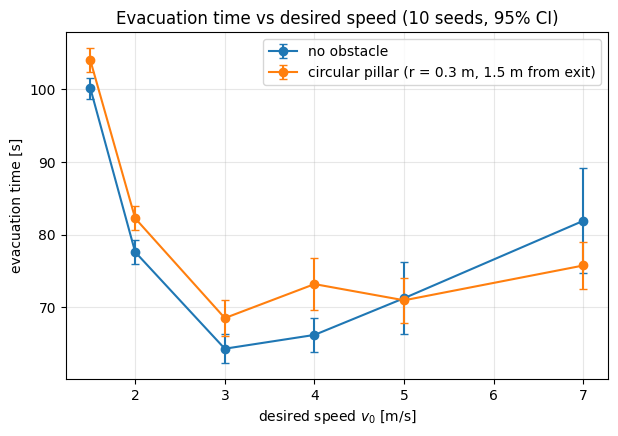 Evacuation time vs desired speed (10 seeds, 95% CI)
no obstacle
circular pillar (r = 0.3 m, 1.5 m from exit)
evacuation time [s]
100
90
80
70
2 3 4 5 6 7
desired speed v₀ [m/s]